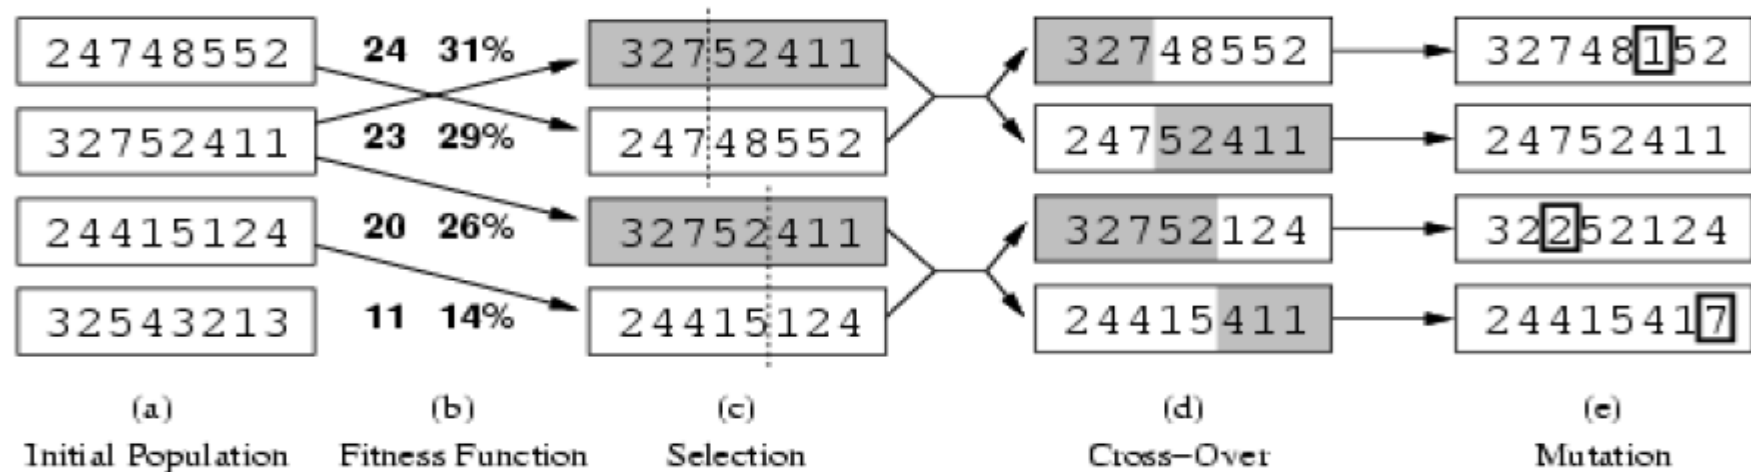 24748552 24 31% 32752411 32748552 32748152
32752411 23 29% 24748552 24752411 24752411
24415124 20 26% 32752411 32752124 32252124
32543213 11 14% 24415124 24415411 24415417
(a) (b) (c) (d) (e)
Initial Population Fitness Function Selection Cross-Over Mutation